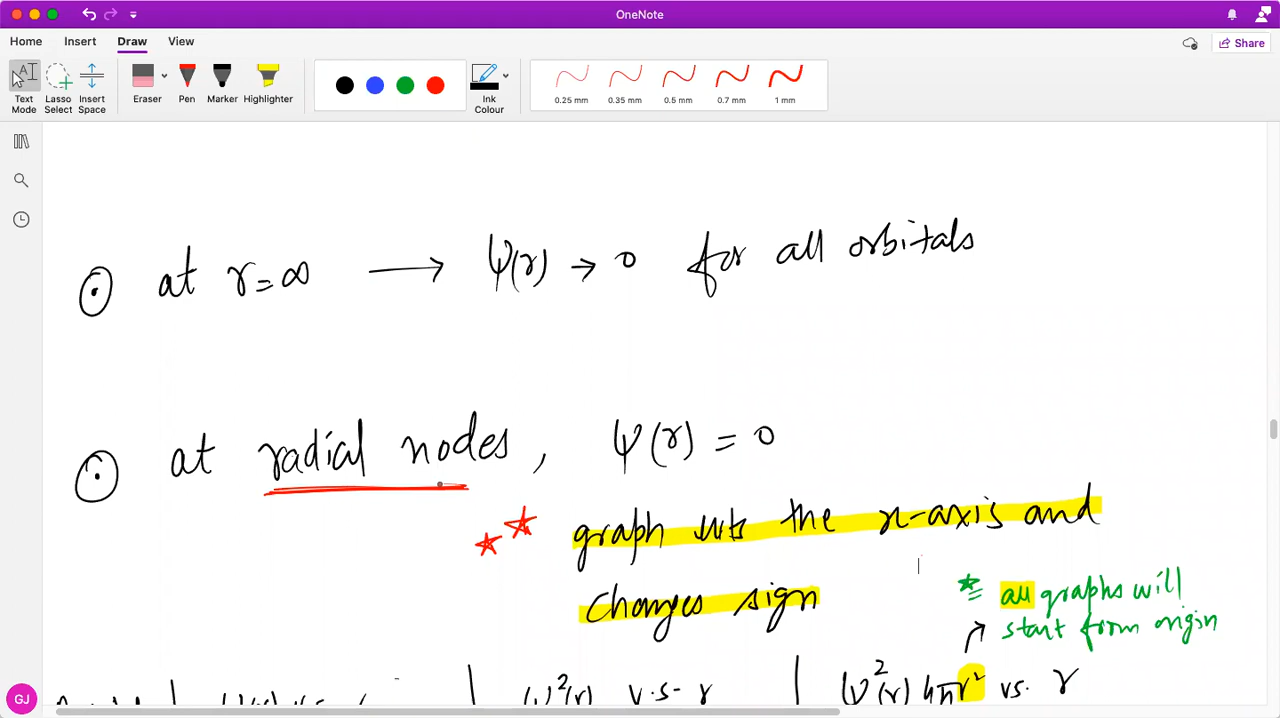 OneNote
Home Insert Draw View
Share
Text Mode
Lasso Select
Insert Space
Eraser
Pen
Marker
Highlighter
Ink Colour
0.25 mm
0.35 mm
0.5 mm
0.7 mm
1 mm
at r=∞ → ψ(r) → 0 for all orbitals
at radial nodes, ψ(r) = 0
graph cuts the x-axis and
changes sign
all graphs will
start from origin
ψ²(r) v.s. r
ψ²(r) 4πr² vs. r
GJ